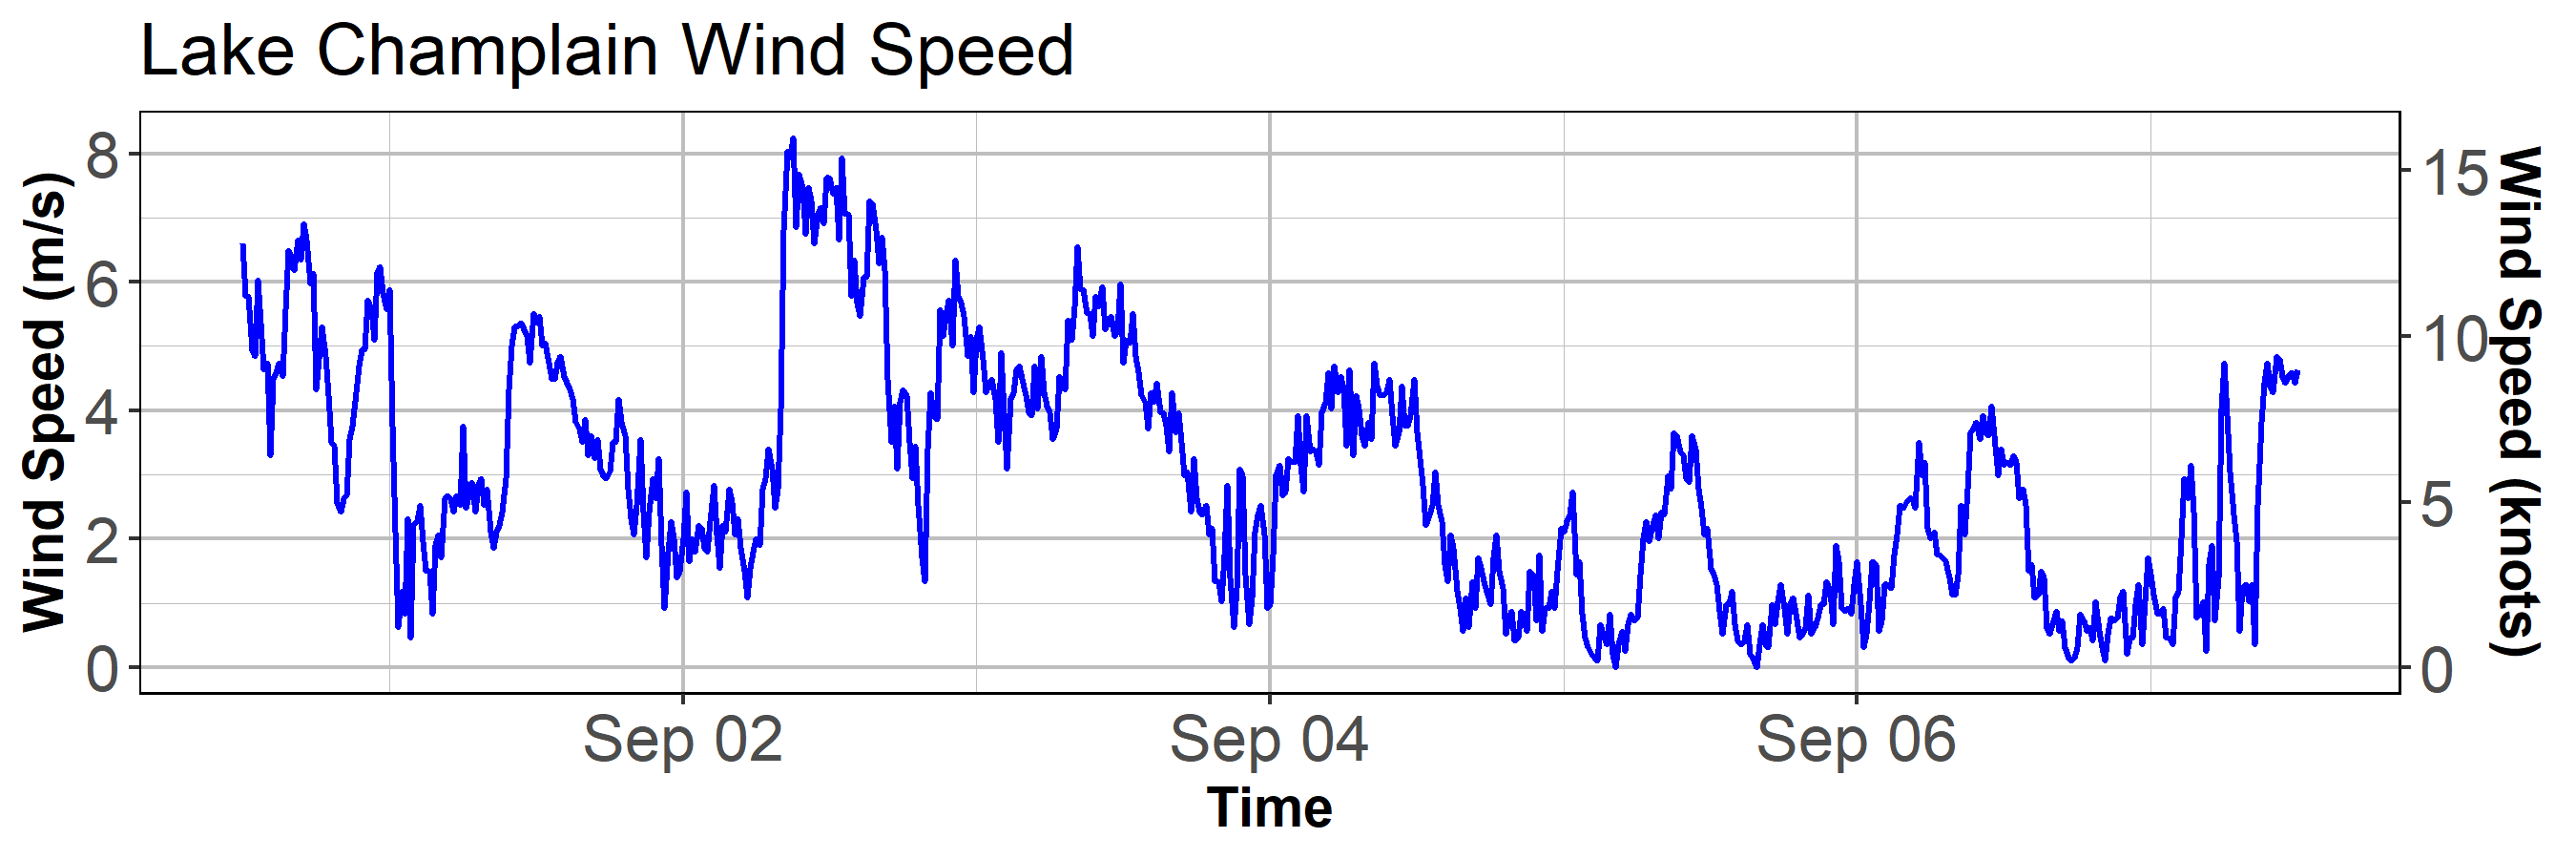 Lake Champlain Wind Speed
Wind Speed (m/s)
8
6
4
2
0
15
10
5
0
Wind Speed (knots)
Sep 02
Sep 04
Sep 06
Time